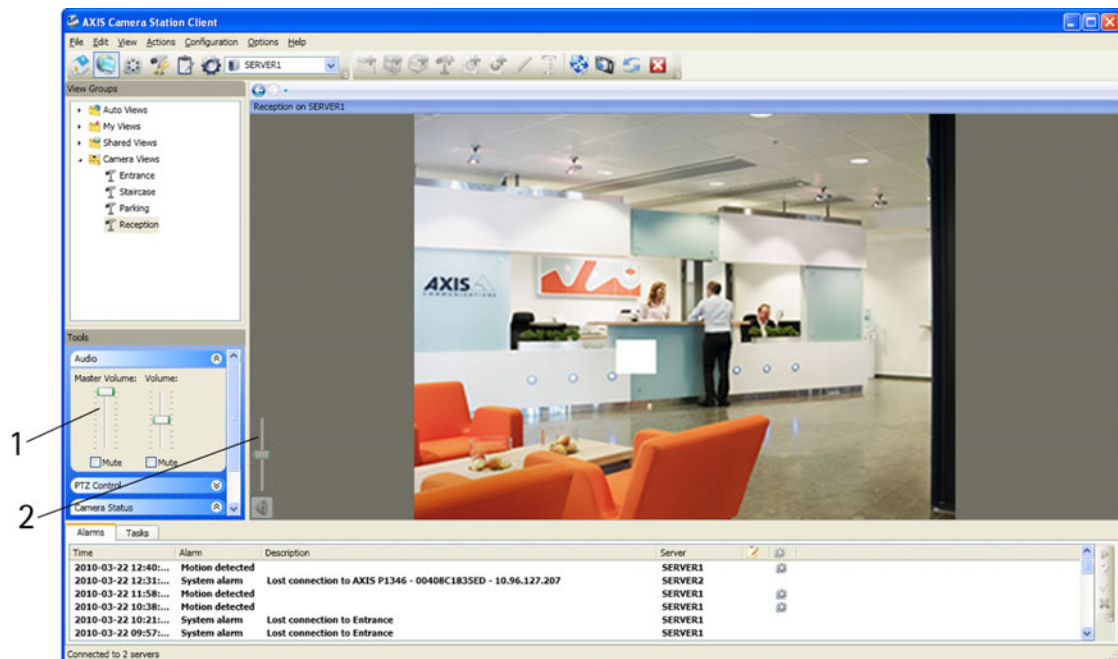 AXIS Camera Station Client
File Edit View Actions Configuration Options Help
SERVER1
View Groups
Reception on SERVER1
Auto Views
My Views
Shared Views
Camera Views
Entrance
Staircase
Parking
Reception
AXIS
COMMUNICATIONS
Tools
Audio
Master Volume: Volume:
1
Mute Mute
PTZ Control
2
Camera Status
Alarms Tasks
Time Alarm Description Server
2010-03-22 12:40:... Motion detected SERVER1
2010-03-22 12:31:... System alarm Lost connection to AXIS P1346 - 00408C1835ED - 10.96.127.207 SERVER2
2010-03-22 11:58:... Motion detected SERVER1
2010-03-22 10:38:... Motion detected SERVER1
2010-03-22 10:21:... System alarm Lost connection to Entrance SERVER1
2010-03-22 09:57:... System alarm Lost connection to Entrance SERVER1
Connected to 2 servers